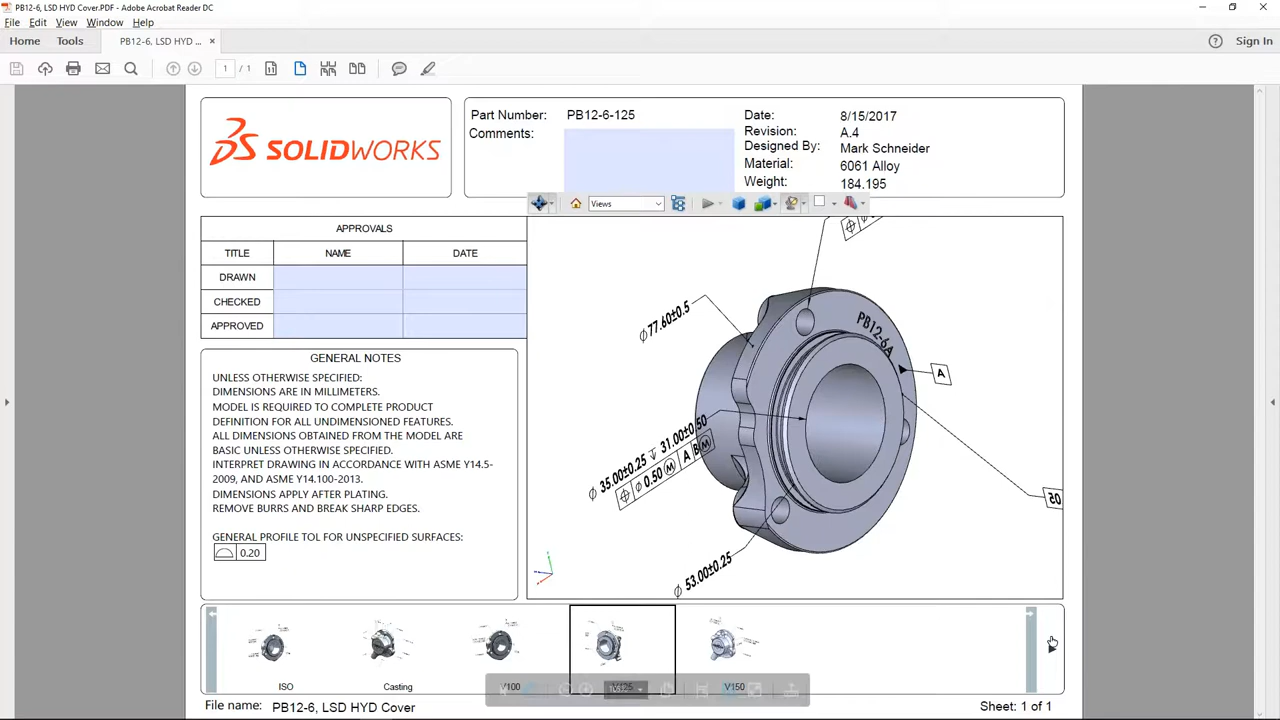 PB12-6, LSD HYD Cover.PDF - Adobe Acrobat Reader DC
File Edit View Window Help
Home Tools PB12-6, LSD HYD ... × Sign In
1 / 1
SOLIDWORKS
Part Number: PB12-6-125
Comments:
Date: 8/15/2017
Revision: A.4
Designed By: Mark Schneider
Material: 6061 Alloy
Weight: 184.195
Views
APPROVALS
TITLE NAME DATE
DRAWN
CHECKED
APPROVED
GENERAL NOTES
UNLESS OTHERWISE SPECIFIED:
DIMENSIONS ARE IN MILLIMETERS.
MODEL IS REQUIRED TO COMPLETE PRODUCT
DEFINITION FOR ALL UNDIMENSIONED FEATURES.
ALL DIMENSIONS OBTAINED FROM THE MODEL ARE
BASIC UNLESS OTHERWISE SPECIFIED.
INTERPRET DRAWING IN ACCORDANCE WITH ASME Y14.5-
2009, AND ASME Y14.100-2013.
DIMENSIONS APPLY AFTER PLATING.
REMOVE BURRS AND BREAK SHARP EDGES.
GENERAL PROFILE TOL FOR UNSPECIFIED SURFACES:
0.20
⌀77.60±0.5
PB12-6A
A
⌀ 35.00±0.25 ↧ 31.00±0.50
⌖ ⌀ 0.50 Ⓜ A B Ⓜ
50
⌀ 53.00±0.25
ISO Casting V100 V125 V150
File name: PB12-6, LSD HYD Cover
Sheet: 1 of 1